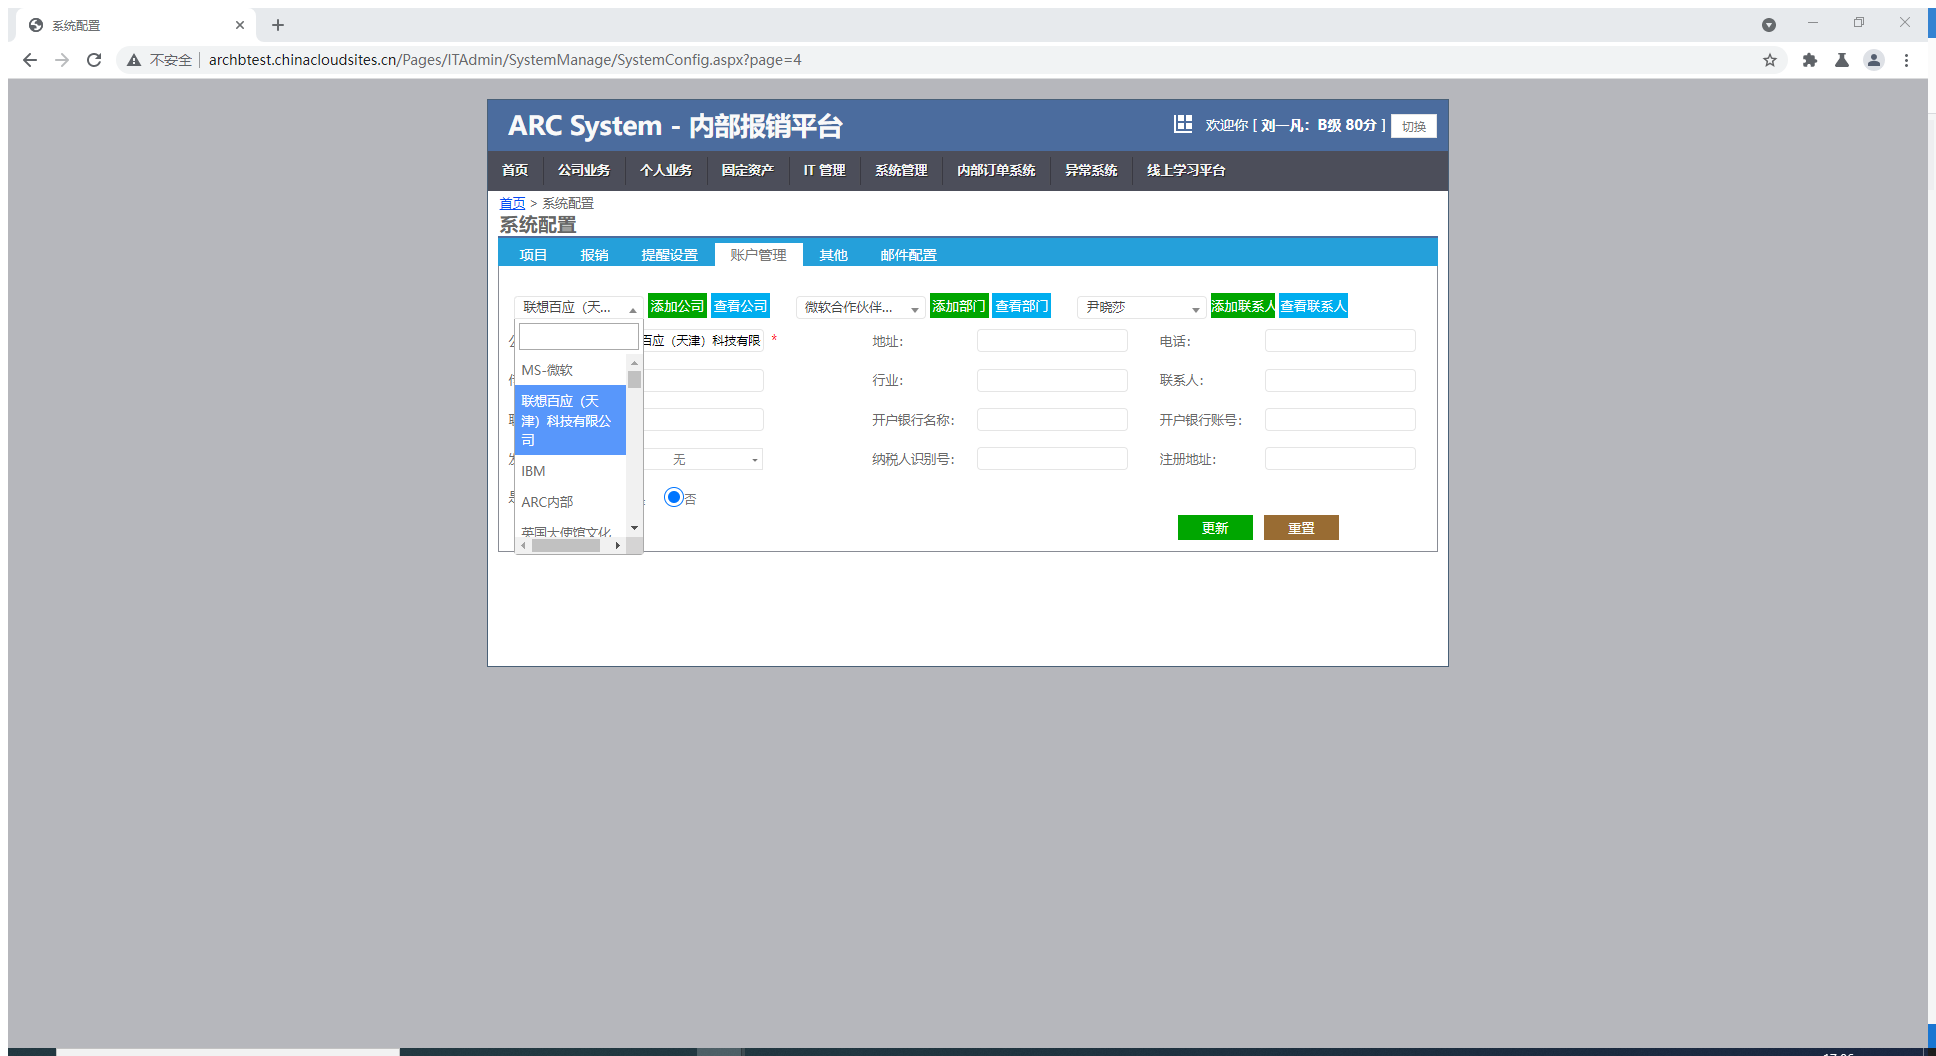 系统配置
不安全 archbtest.chinacloudsites.cn/Pages/ITAdmin/SystemManage/SystemConfig.aspx?page=4
ARC System - 内部报销平台
欢迎你 [ 刘一凡：B级 80分 ] 切换
首页 公司业务 个人业务 固定资产 IT 管理 系统管理 内部订单系统 异常系统 线上学习平台
首页 > 系统配置
系统配置
项目 报销 提醒设置 账户管理 其他 邮件配置
联想百应（天... 添加公司 查看公司 微软合作伙伴... 添加部门 查看部门 尹晓莎 添加联系人 查看联系人
百应（天津）科技有限 * 地址： 电话：
MS-微软
行业： 联系人：
联想百应（天
津）科技有限公
司
开户银行名称： 开户银行账号：
无 纳税人识别号： 注册地址：
IBM
ARC内部
否
英国大使馆文化
更新 重置